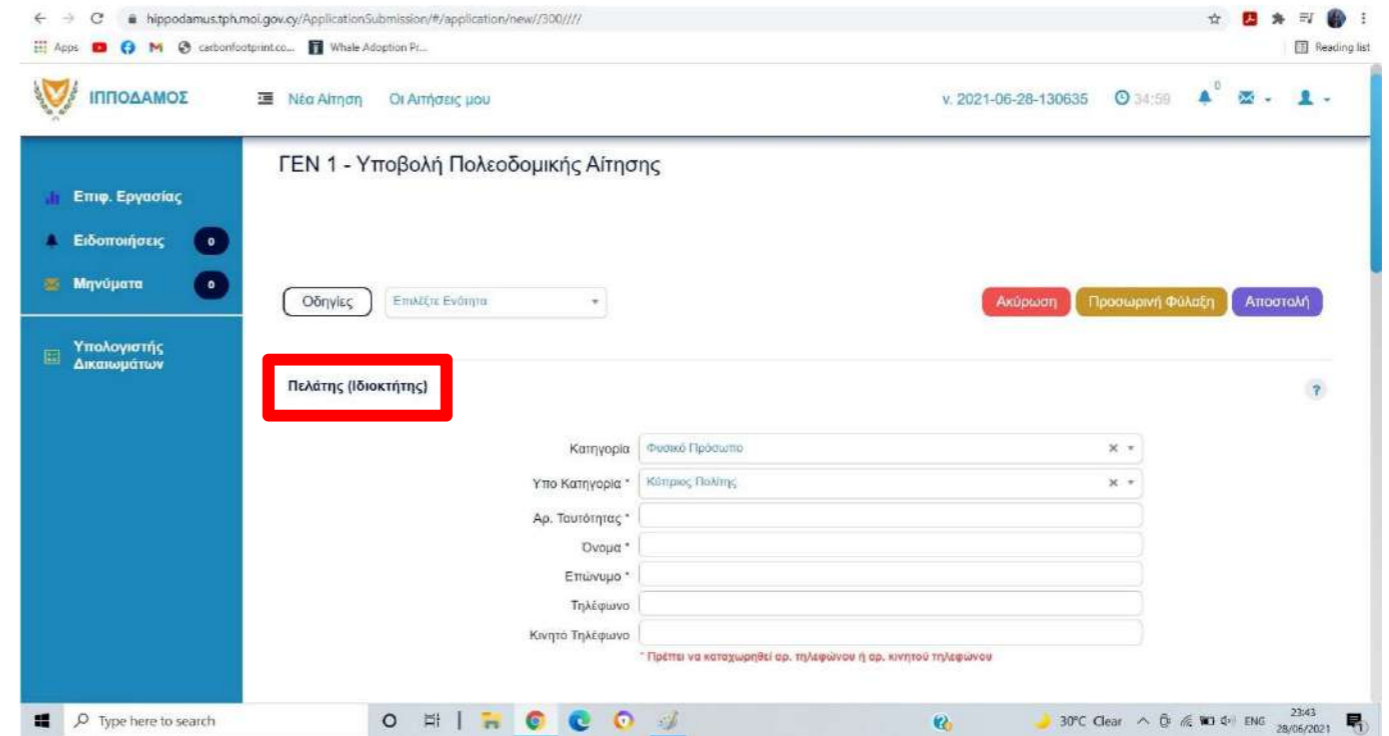 hippodamus.tph.moi.gov.cy/ApplicationSubmission/#/application/new//300////
Apps carbonfootprint.co... Whale Adoption Pr... Reading list
ΙΠΠΟΔΑΜΟΣ Νέα Αίτηση Οι Αιτήσεις μου v. 2021-06-28-130635 34:59 0
ΓΕΝ 1 - Υποβολή Πολεοδομικής Αίτησης
Επιφ. Εργασίας
Ειδοποιήσεις 0
Μηνύματα 0
Οδηγίες Επιλέξτε Ενότητα Ακύρωση Προσωρινή Φύλαξη Αποστολή
Υπολογιστής
Δικαιωμάτων
Πελάτης (Ιδιοκτήτης) ?
Κατηγορία Φυσικό Πρόσωπο
Υπο Κατηγορία * Κύπριος Πολίτης
Αρ. Ταυτότητας *
Όνομα *
Επώνυμο *
Τηλέφωνο
Κινητό Τηλέφωνο
* Πρέπει να καταχωρηθεί αρ. τηλεφώνου ή αρ. κινητού τηλεφώνου
Type here to search 30°C Clear ENG 23:43
28/06/2021